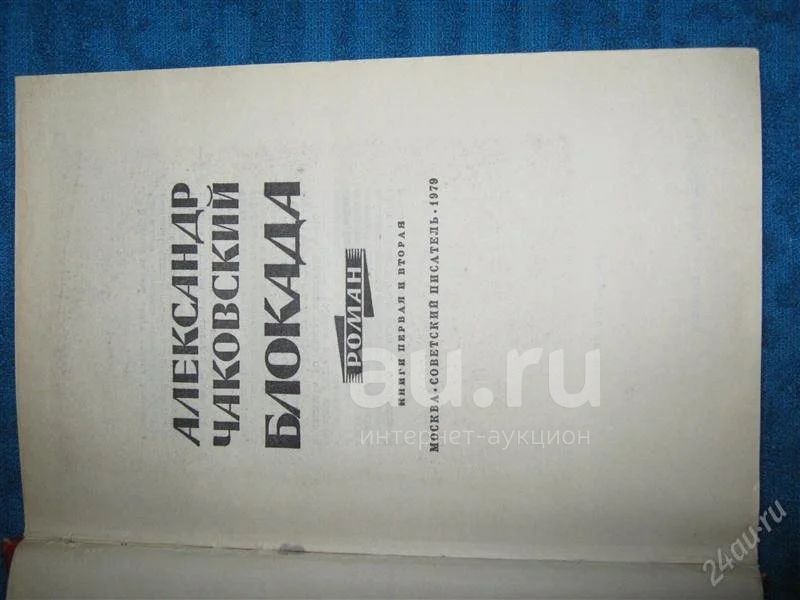 АЛЕКСАНДР
ЧАКОВСКИЙ
БЛОКАДА
РОМАН
КНИГИ ПЕРВАЯ И ВТОРАЯ
МОСКВА · СОВЕТСКИЙ ПИСАТЕЛЬ · 1979
au.ru
интернет-аукцион
24au.ru